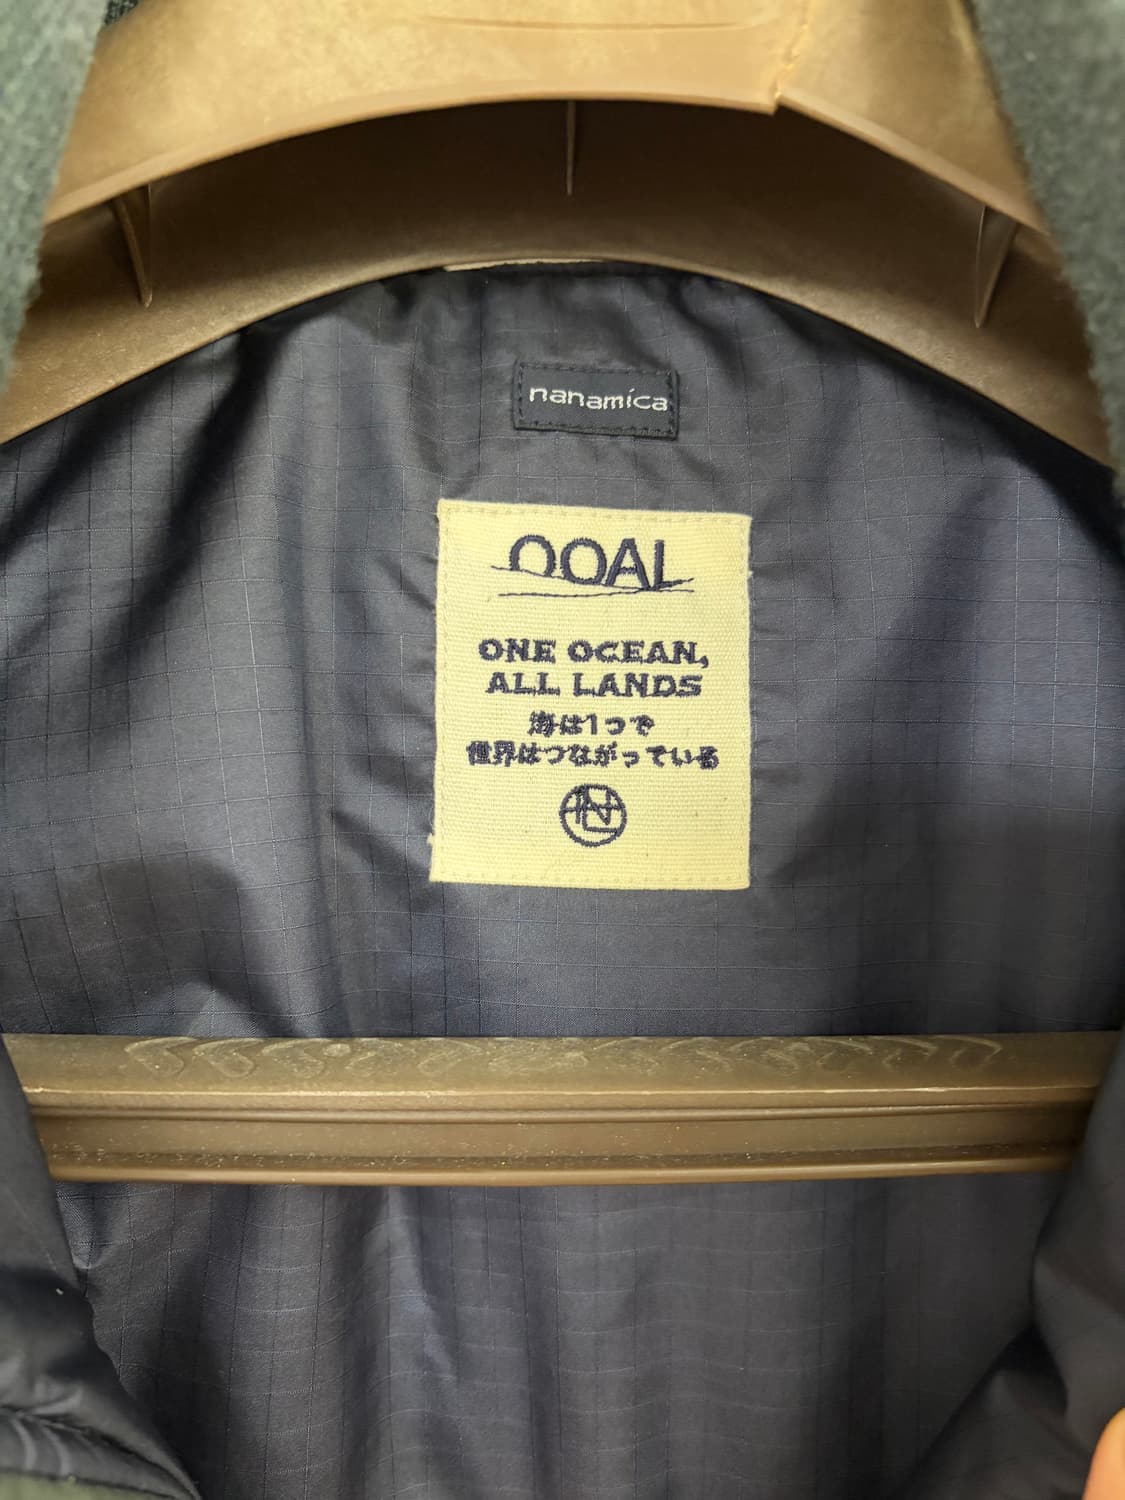 nanamica
OOAL
ONE OCEAN,
ALL LANDS
海は1つで
世界はつながっている